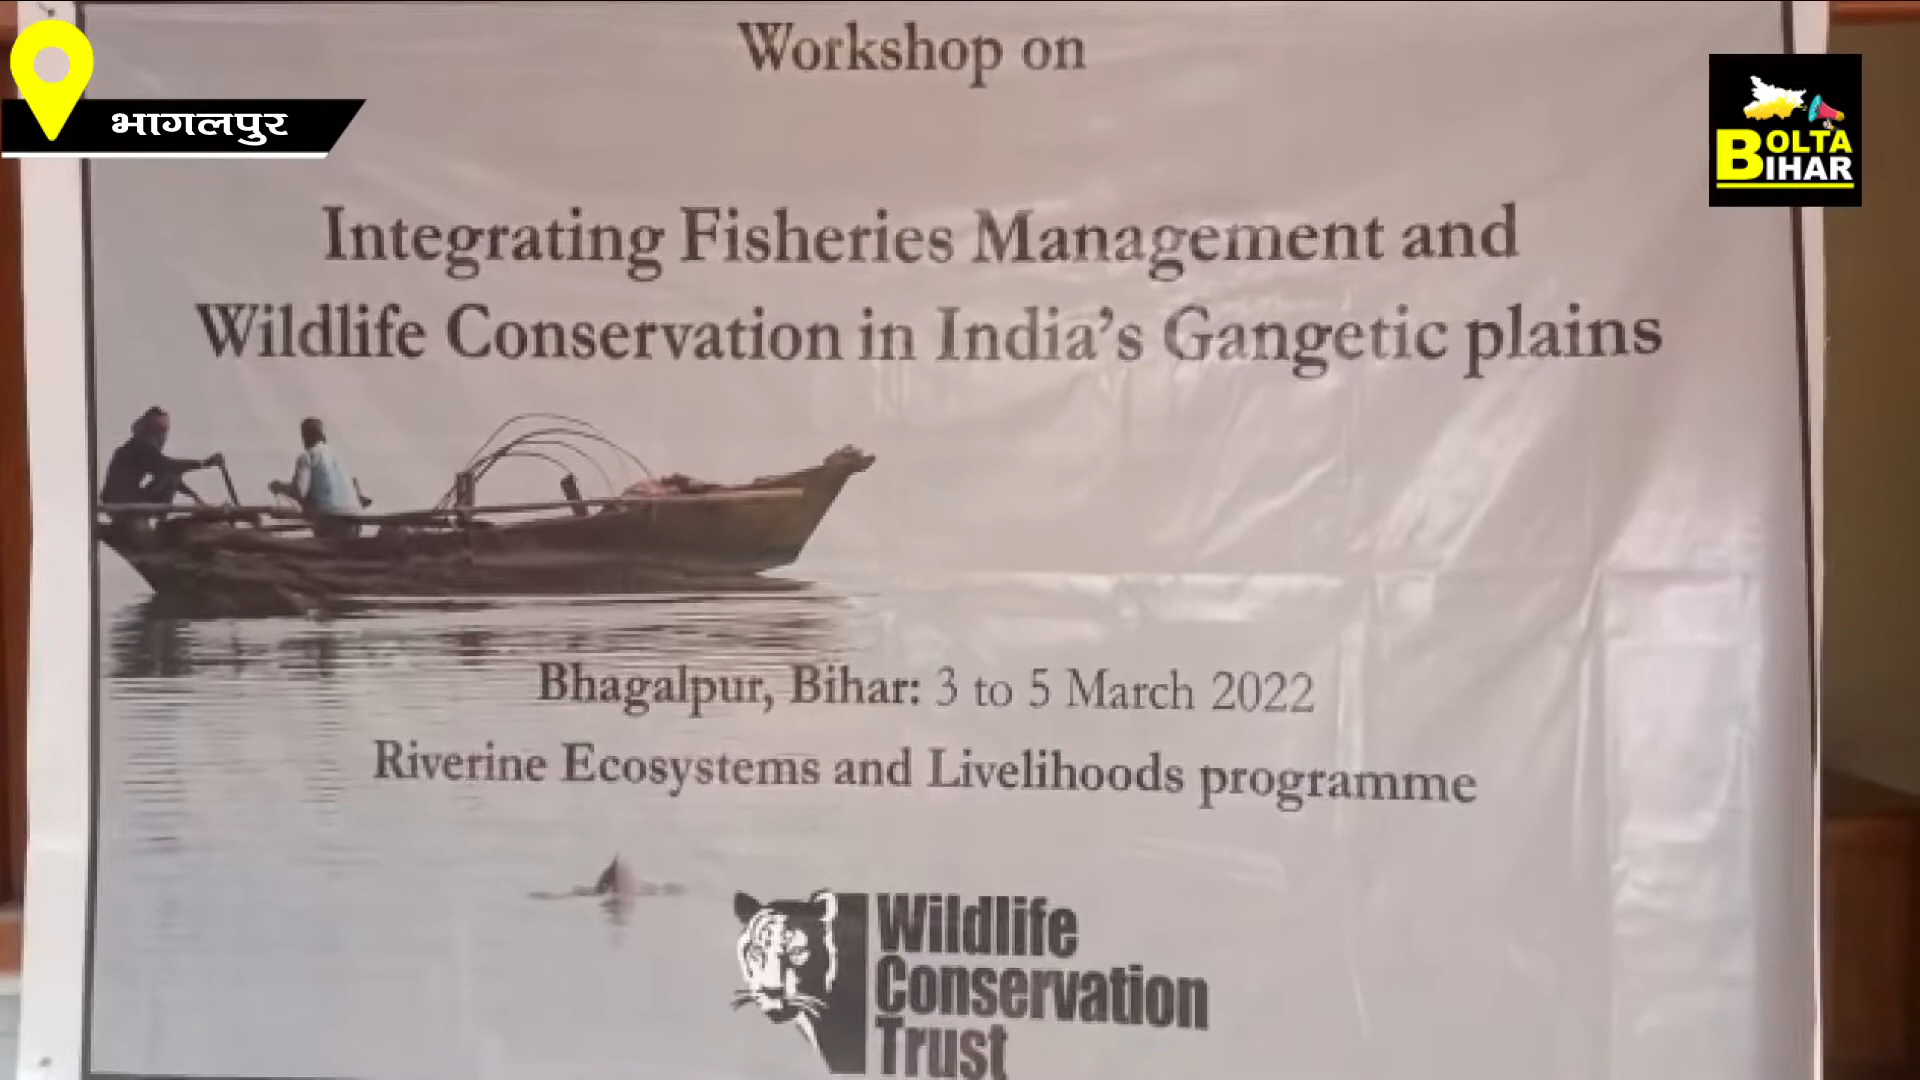 Workshop on
भागलपुर
BOLTA
BIHAR
Integrating Fisheries Management and
Wildlife Conservation in India's Gangetic plains
Bhagalpur, Bihar: 3 to 5 March 2022
Riverine Ecosystems and Livelihoods programme
Wildlife
Conservation
Trust